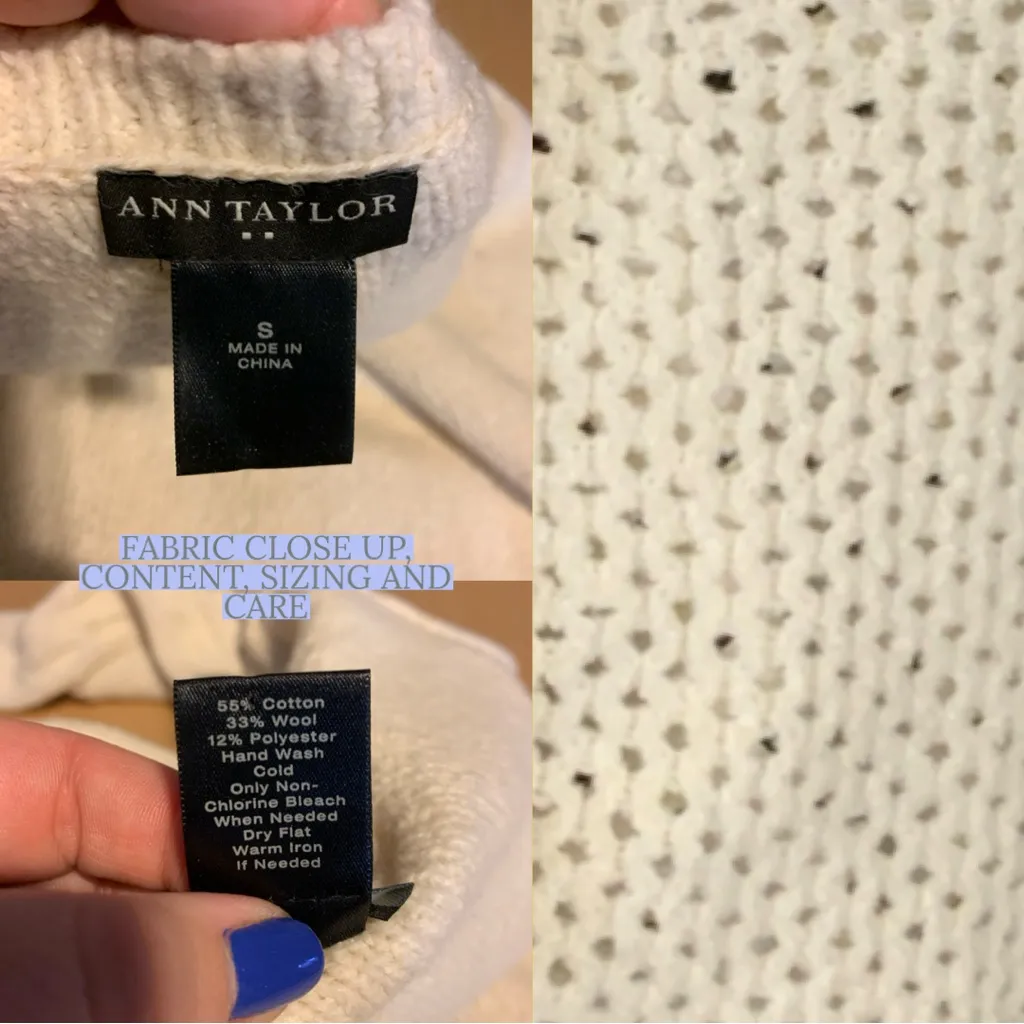 ANN TAYLOR
S
MADE IN
CHINA
FABRIC CLOSE UP,
CONTENT, SIZING AND
CARE
55% Cotton
33% Wool
12% Polyester
Hand Wash
Cold
Only Non-
Chlorine Bleach
When Needed
Dry Flat
Warm Iron
If Needed